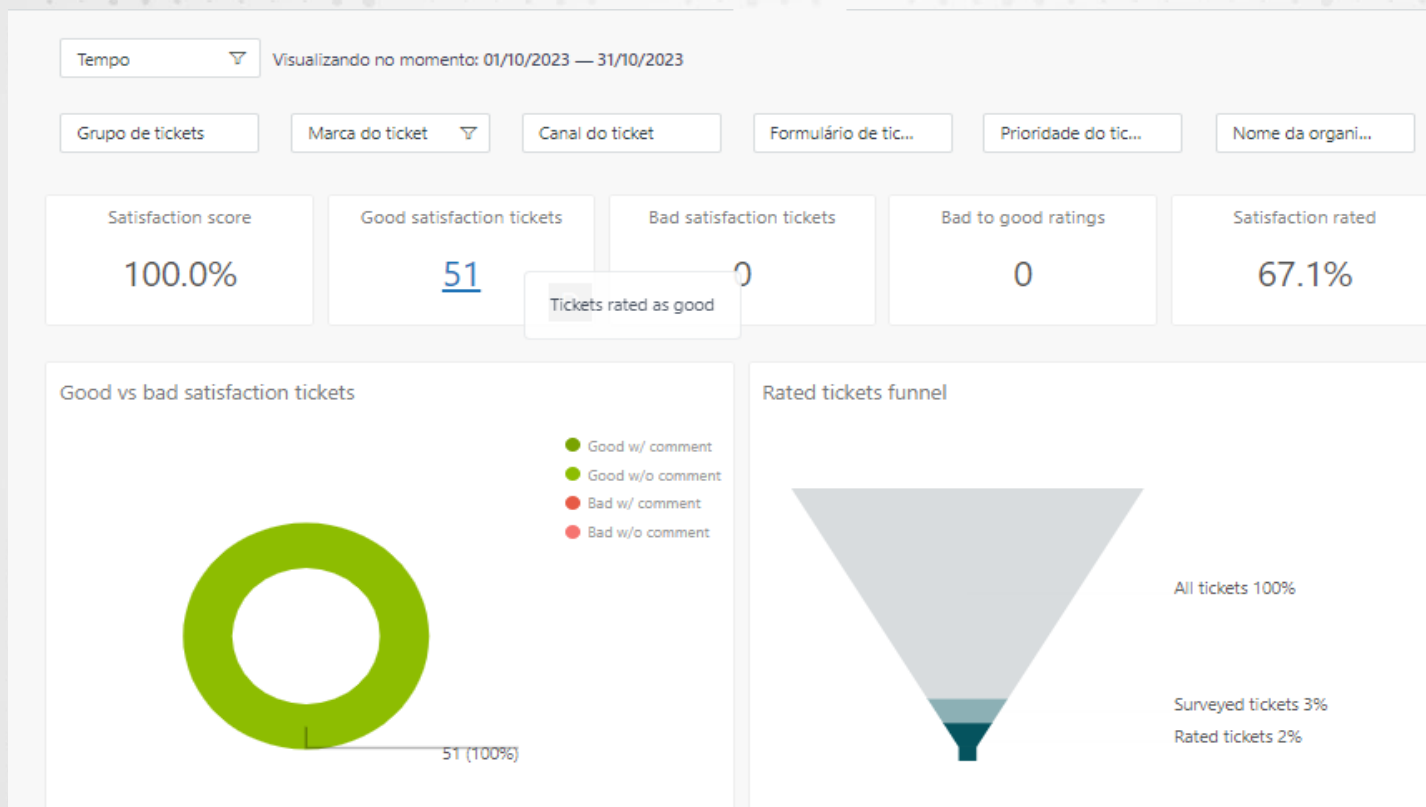 Tempo
Visualizando no momento: 01/10/2023 — 31/10/2023
Grupo de tickets
Marca do ticket
Canal do ticket
Formulário de tic...
Prioridade do tic...
Nome da organi...
Satisfaction score
100.0%
Good satisfaction tickets
51
Bad satisfaction tickets
0
Bad to good ratings
0
Satisfaction rated
67.1%
Tickets rated as good
Good vs bad satisfaction tickets
Good w/ comment
Good w/o comment
Bad w/ comment
Bad w/o comment
51 (100%)
Rated tickets funnel
All tickets 100%
Surveyed tickets 3%
Rated tickets 2%